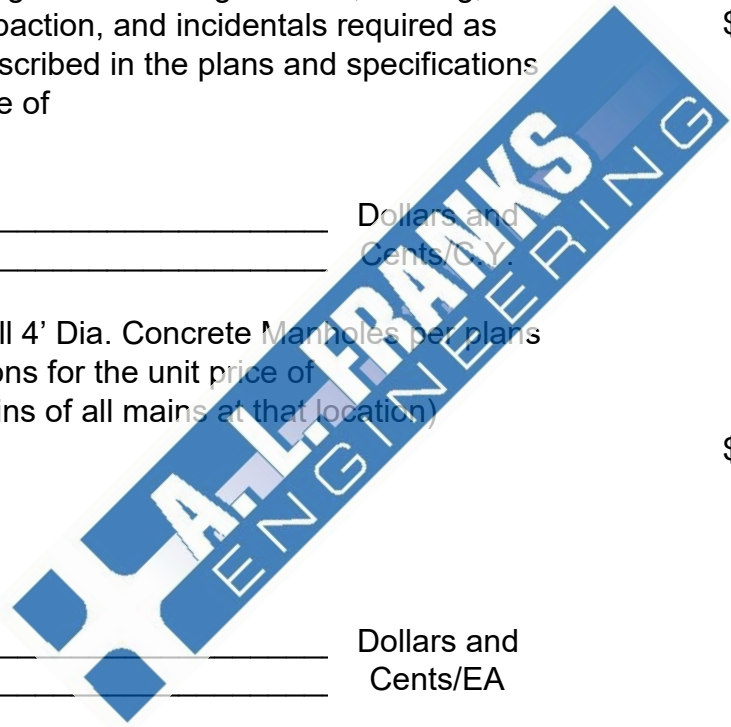 paction, and incidentals required as
scribed in the plans and specifications
e of
$
Dollars and
Cents/C.Y.
ll 4’ Dia. Concrete Manholes per plans
ons for the unit price of
ins of all mains at that location)
$
Dollars and
Cents/EA
A. L. FRANKS
ENGINEERING